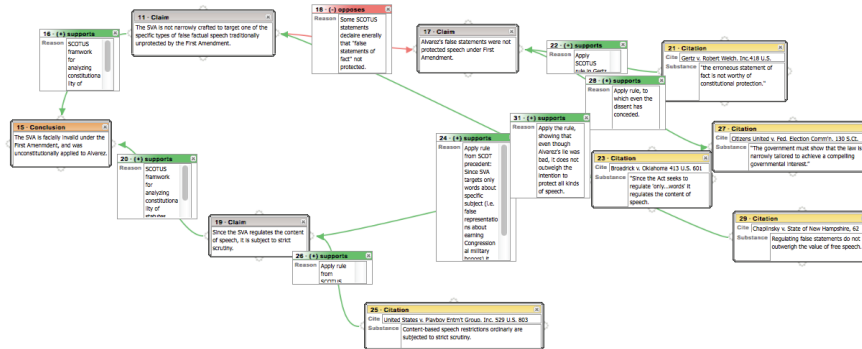 11 - Claim
The SVA is not narrowly crafted to target one of the
specific types of false factual speech traditionally
unprotected by the First Amendment.
16 - (+) supports
Reason
SCOTUS
framwork
for
analyzing
constitutiona
lity of
18 - (-) opposes
Reason
Some SCOTUS
statements
declaire enerally
that "false
statements of
fact" not
protected.
17 - Claim
Alvarez's false statements were not
protected speech under First
Amendment.
22 - (+) supports
Reason
Apply
SCOTUS
rule in Gertz
21 - Citation
Cite Gertz v. Robert Welch, Inc.418 U.S.
Substance
"the erroneous statement of
fact is not worthy of
constitutional protection."
28 - (+) supports
Reason
Apply rule, to
which even the
dissent has
conceded.
15 - Conclusion
The SVA is facially invalid under the
First Amemdment, and was
unconstitutionally applied to Alvarez.
20 - (+) supports
Reason
SCOTUS
framwork
for
analyzing
constitutiona
lity of
statutes
24 - (+) supports
Reason
Apply rule
from SCOT
precedent:
Since SVA
targets only
words about
specific
subject (i.e.
false
representatio
ns about
earning
Congression
al military
honors) it
31 - (+) supports
Reason
Apply the rule,
showing that
even though
Alvarez's lie was
bad, it does not
outweigh the
intention to
protect all kinds
of speech.
23 - Citation
Cite Broadrick v. Oklahoma 413 U.S. 601
Substance
"Since the Act seeks to
regulate 'only...words' it
regulates the content of
speech.
27 - Citation
Cite Citizens United v. Fed. Election Comm'n. 130 S.Ct.
Substance
"The government must show that the law is
narrowly tailored to achieve a compelling
governmental interest."
29 - Citation
Cite Chaplinsky v. State of New Hampshire, 62
Substance
Regulating false statements do not
outwerigh the value of free speech.
19 - Claim
Since the SVA regulates the content
of speech, it is subject to strict
scrutiny.
26 - (+) supports
Reason
Apply rule
from
SCOTUS
25 - Citation
Cite United States v. Playboy Entm't Group, Inc. 529 U.S. 803
Substance
Content-based speech restrictions ordinary are
subjected to strict scrutiny.